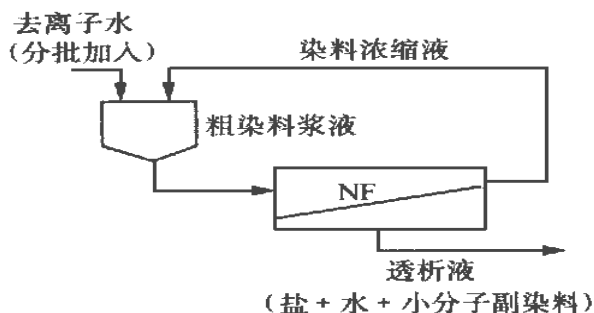 去离子水
（分批加入）
染料浓缩液
粗染料浆液
NF
透析液
（盐 + 水 + 小分子副染料）